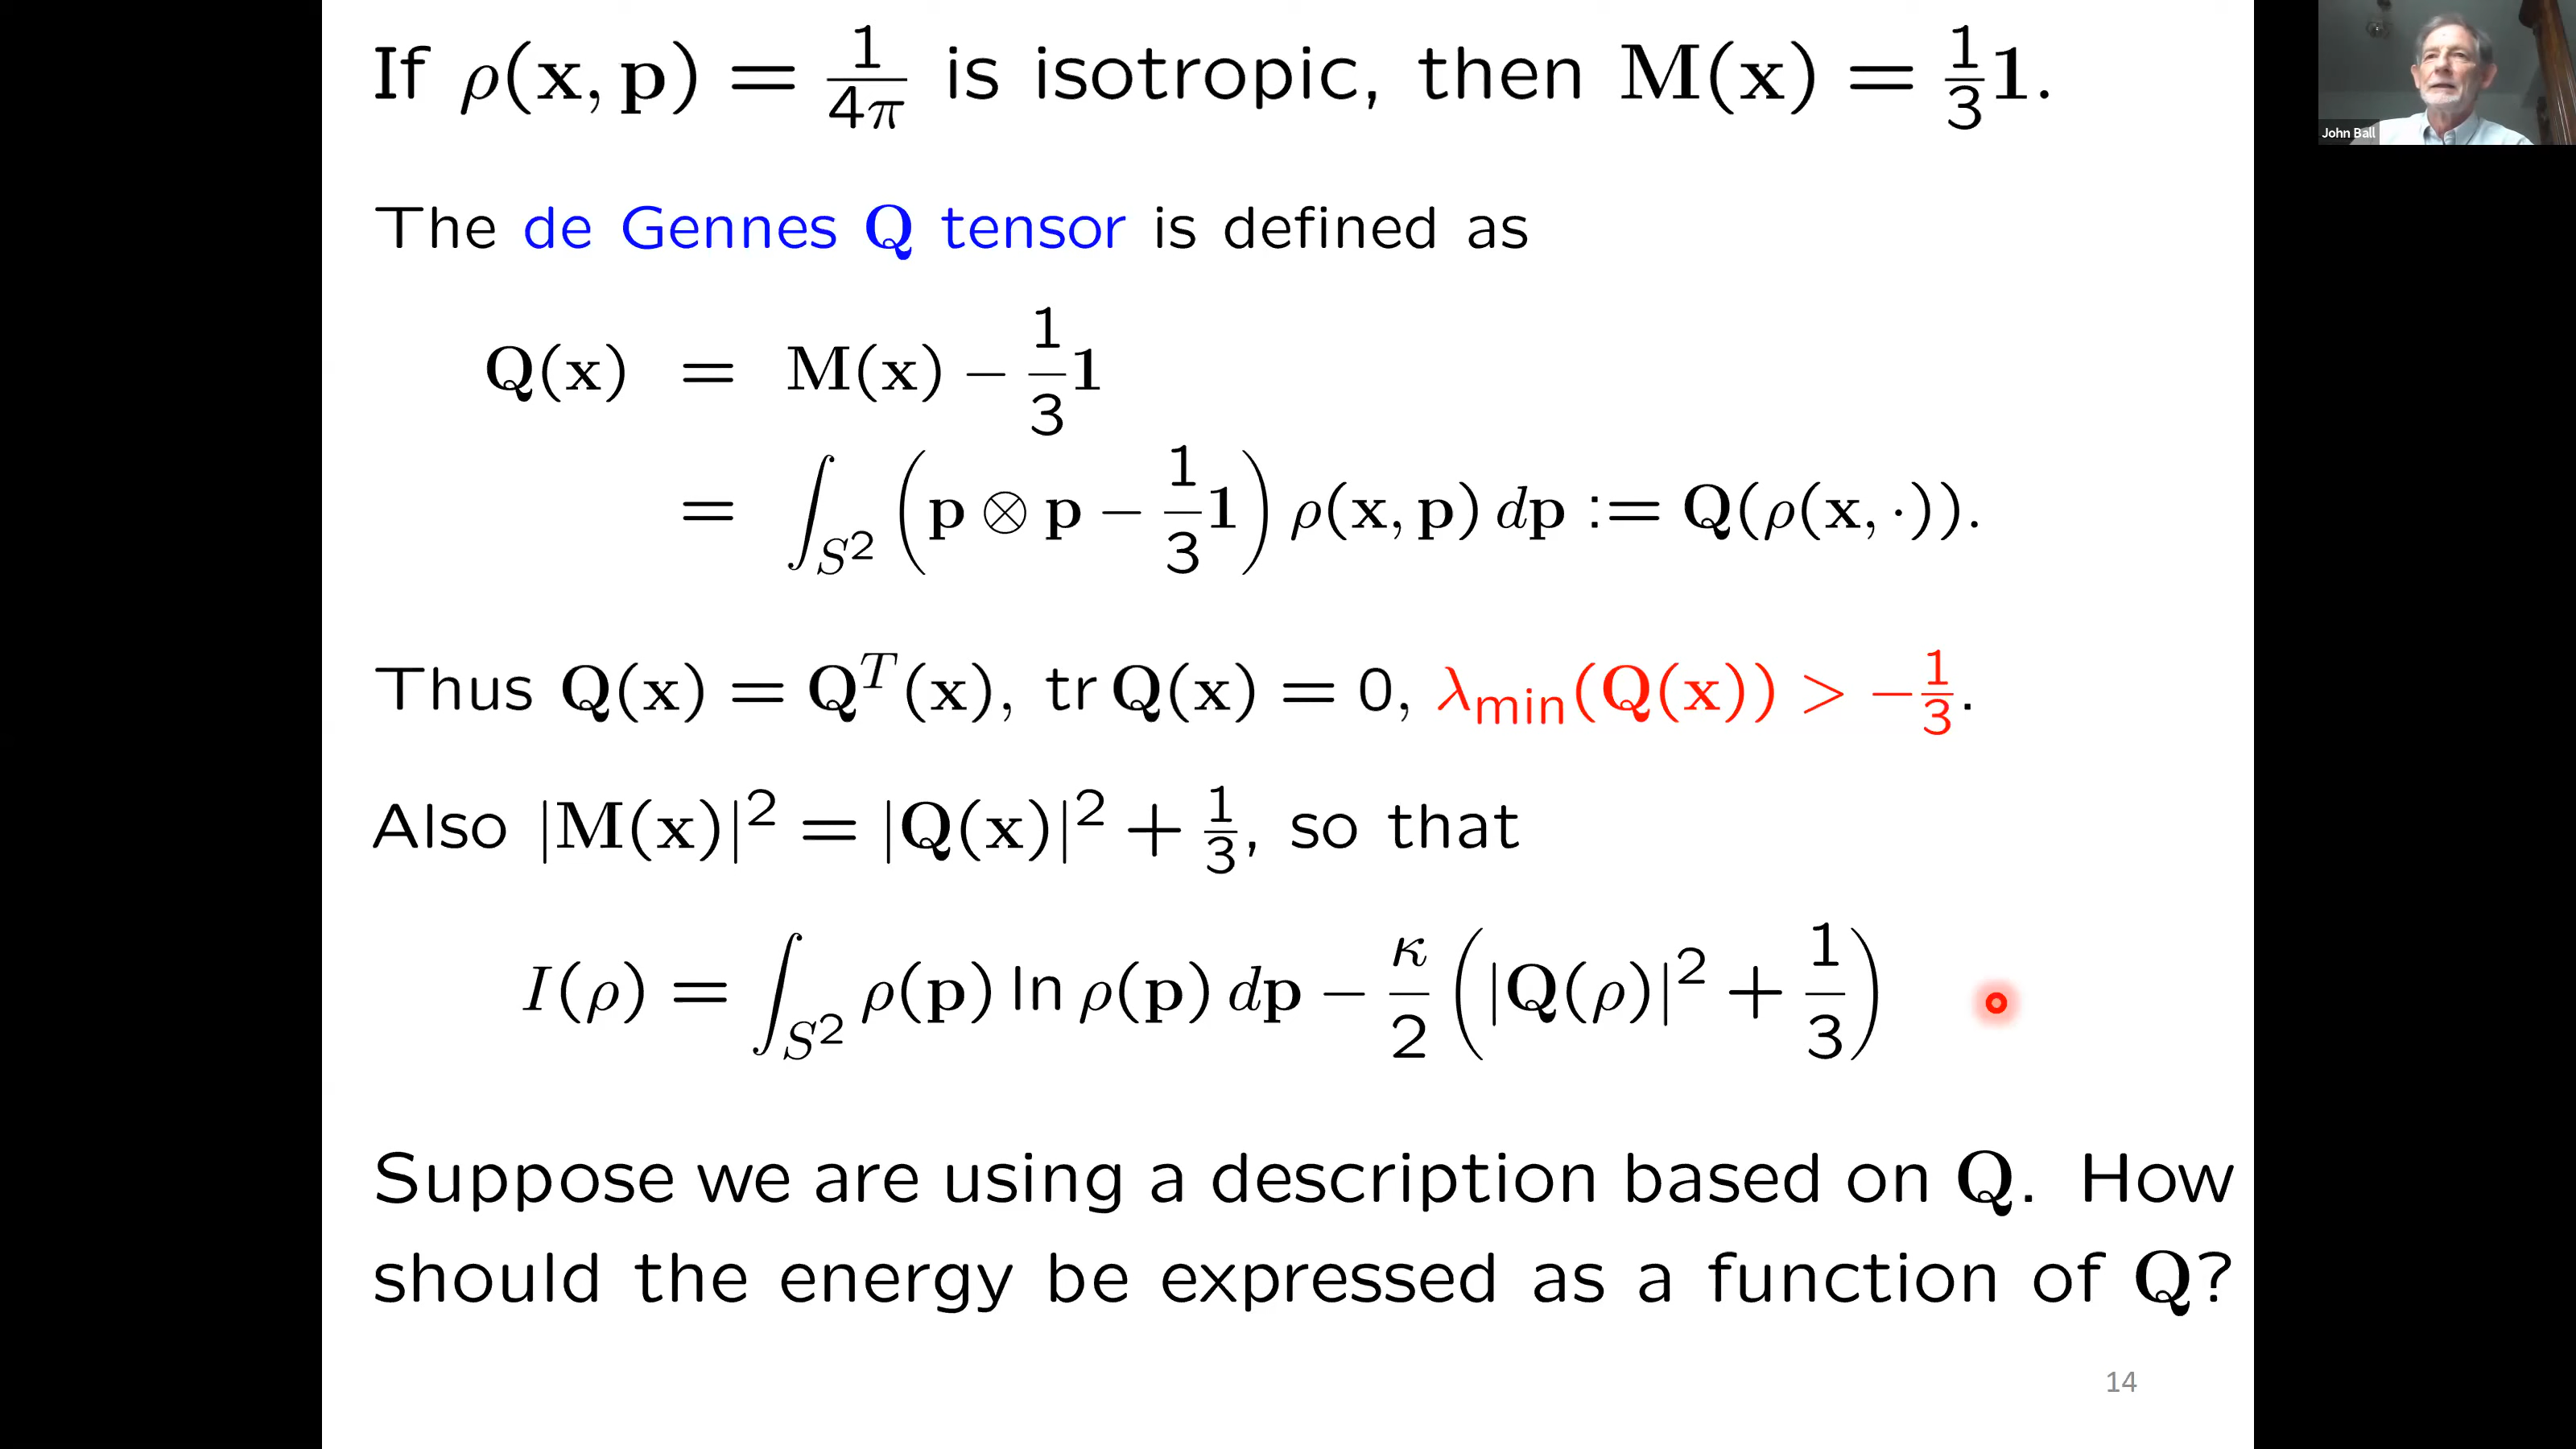 If ρ(x, p) = 1/4π is isotropic, then M(x) = 1/3 1.
John Ball
The de Gennes Q tensor is defined as
Q(x) = M(x) − 1/3 1
= ∫_{S²} (p ⊗ p − 1/3 1) ρ(x, p) dp := Q(ρ(x, ·)).
Thus Q(x) = Qᵀ(x), tr Q(x) = 0, λ_min(Q(x)) > −1/3.
Also |M(x)|² = |Q(x)|² + 1/3, so that
I(ρ) = ∫_{S²} ρ(p) ln ρ(p) dp − κ/2 (|Q(ρ)|² + 1/3)
Suppose we are using a description based on Q. How
should the energy be expressed as a function of Q?
14